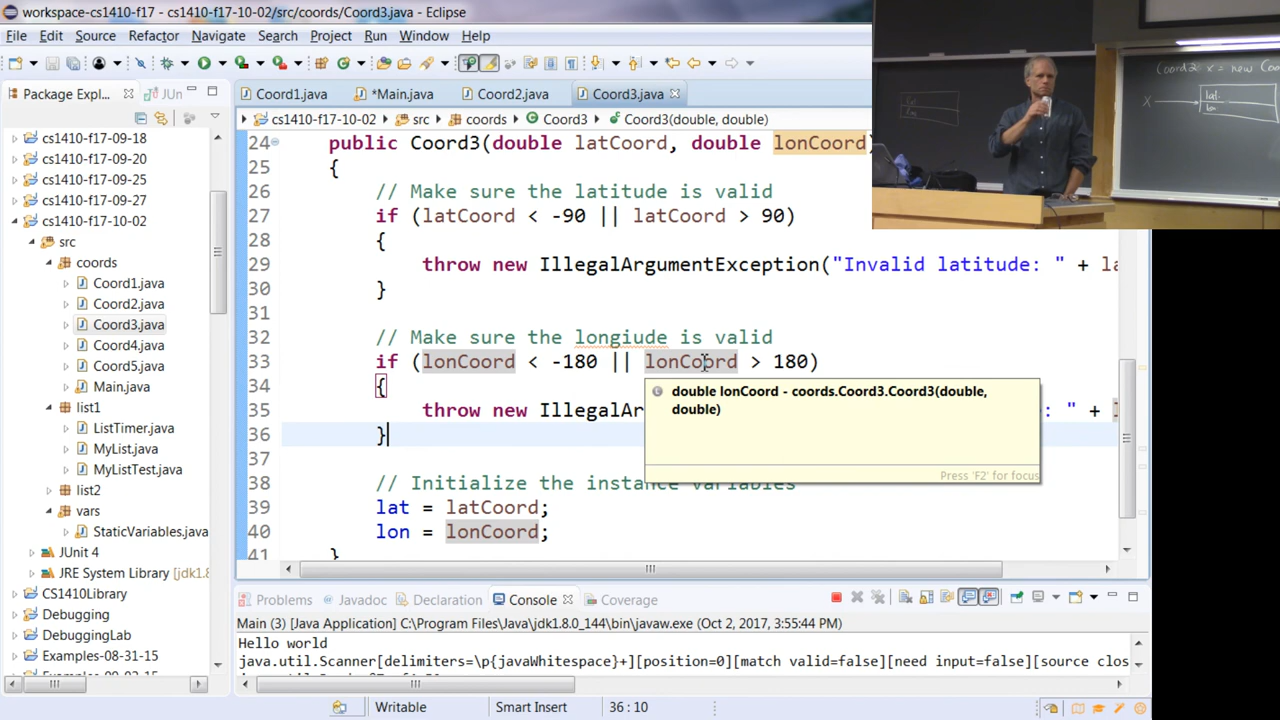 workspace-cs1410-f17 - cs1410-f17-10-02/src/coords/Coord3.java - Eclipse
File Edit Source Refactor Navigate Search Project Run Window Help
Package Expl... JUn
Coord1.java *Main.java Coord2.java Coord3.java
cs1410-f17-10-02 src coords Coord3 Coord3(double, double)
cs1410-f17-09-18
cs1410-f17-09-20
cs1410-f17-09-25
cs1410-f17-09-27
cs1410-f17-10-02
src
coords
Coord1.java
Coord2.java
Coord3.java
Coord4.java
Coord5.java
Main.java
list1
ListTimer.java
MyList.java
MyListTest.java
list2
vars
StaticVariables.java
JUnit 4
JRE System Library [jdk1.8
CS1410Library
Debugging
DebuggingLab
Examples-08-31-15
24 public Coord3(double latCoord, double lonCoord)
25 {
26 // Make sure the latitude is valid
27 if (latCoord < -90 || latCoord > 90)
28 {
29 throw new IllegalArgumentException("Invalid latitude: " + la
30 }
31
32 // Make sure the longiude is valid
33 if (lonCoord < -180 || lonCoord > 180)
34 {
35 throw new IllegalAr : " + l
36 }
37
38 // Initialize the instance variables
39 lat = latCoord;
40 lon = lonCoord;
41 }
double lonCoord - coords.Coord3.Coord3(double,
double)
Press 'F2' for focus
Problems Javadoc Declaration Console Coverage
Main (3) [Java Application] C:\Program Files\Java\jdk1.8.0_144\bin\javaw.exe (Oct 2, 2017, 3:55:44 PM)
Hello world
java.util.Scanner[delimiters=\p{javaWhitespace}+][position=0][match valid=false][need input=false][source clos
Writable Smart Insert 36 : 10
Coord2: x = new Coo
x
lat
lon